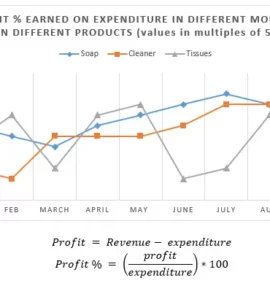 IT % EARNED ON EXPENDITURE IN DIFFERENT MO
N DIFFERENT PRODUCTS (values in multiples of 5
Soap Cleaner Tissues
FEB MARCH APRIL MAY JUNE JULY AU
Profit = Revenue − expenditure
Profit % = (profit / expenditure) * 100